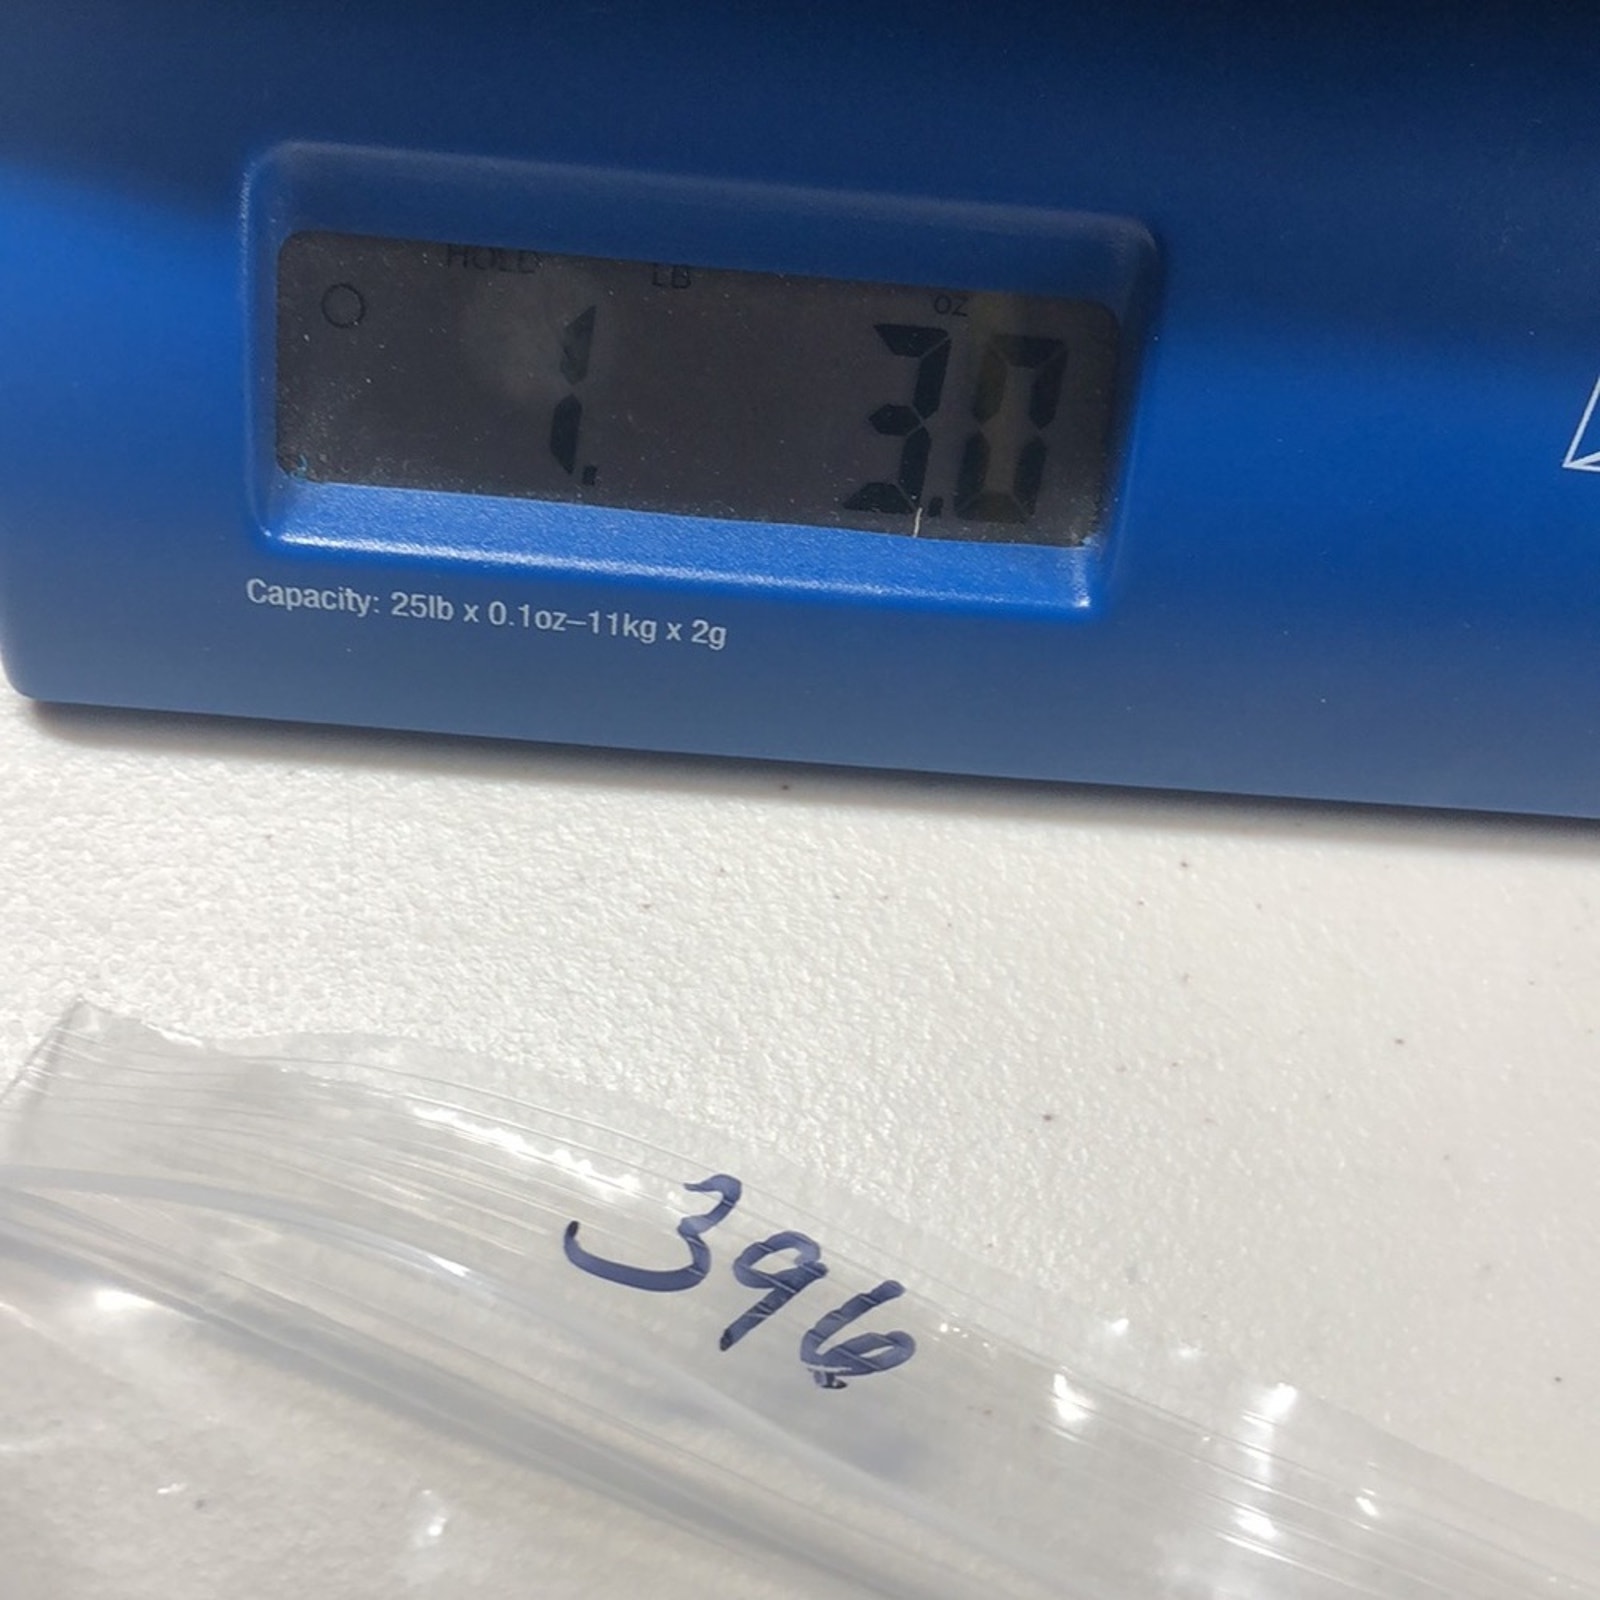 HOLD LB OZ
1. 3.0
Capacity: 25lb x 0.1oz–11kg x 2g
396